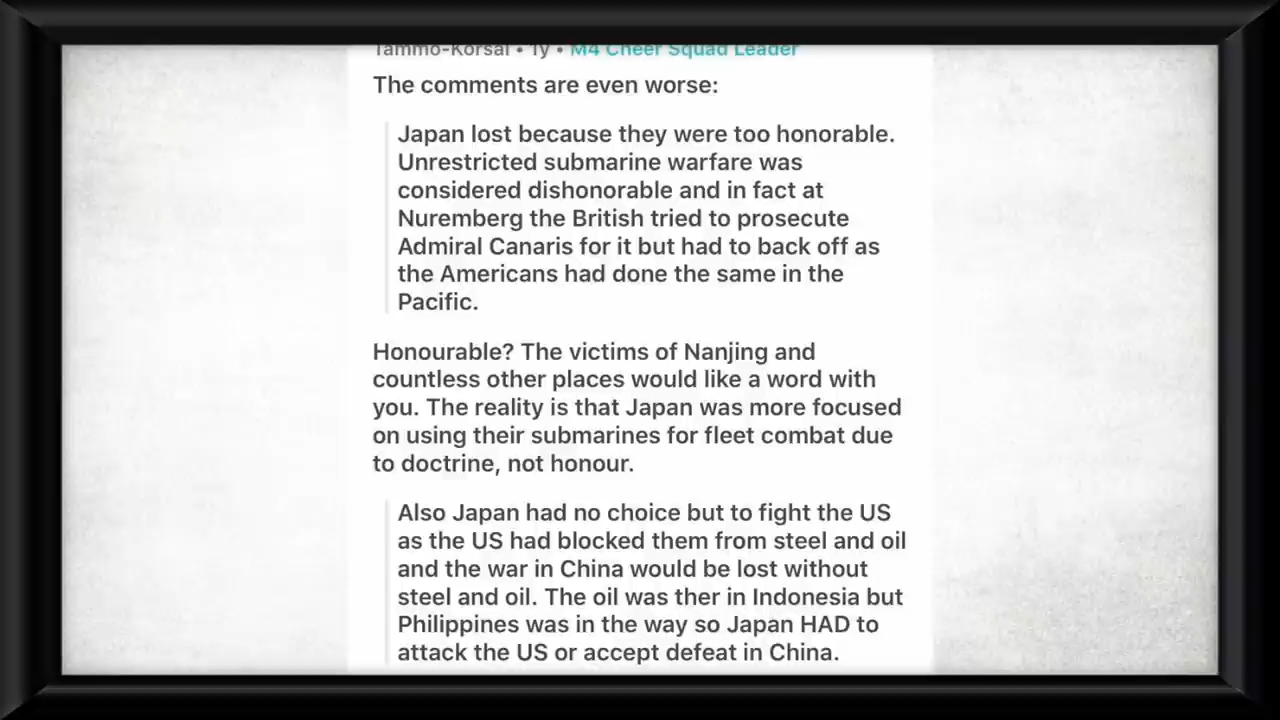 Tammo-Korsai • 1y • M4 Cheer Squad Leader
The comments are even worse:
Japan lost because they were too honorable.
Unrestricted submarine warfare was
considered dishonorable and in fact at
Nuremberg the British tried to prosecute
Admiral Canaris for it but had to back off as
the Americans had done the same in the
Pacific.
Honourable? The victims of Nanjing and
countless other places would like a word with
you. The reality is that Japan was more focused
on using their submarines for fleet combat due
to doctrine, not honour.
Also Japan had no choice but to fight the US
as the US had blocked them from steel and oil
and the war in China would be lost without
steel and oil. The oil was ther in Indonesia but
Philippines was in the way so Japan HAD to
attack the US or accept defeat in China.